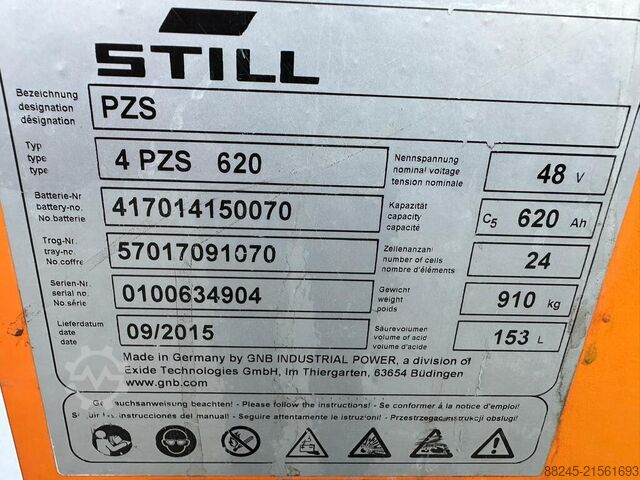 STILL
Bezeichnung
designation
désignation
PZS
Typ
type
type
4 PZS 620
Nennspannung
nominal voltage
tension nominale
48 V
Batterie-Nr
battery-no.
No.batterie
417014150070
Kapazität
capacity
capacité
C5 620 Ah
Trog-Nr.
tray-no.
No.coffre
57017091070
Zellenanzahl
number of cells
nombre d'éléments
24
Serien-Nr.
serial no.
No.série
0100634904
Gewicht
weight
poids
910 kg
Lieferdatum
date
date
09/2015
Säurevolumen
volume of acid
volume d'acide
153 L
Made in Germany by GNB INDUSTRIAL POWER, a division of
Exide Technologies GmbH, Im Thiergarten, 63654 Büdingen
www.gnb.com
Gebrauchsanweisung beachten! - Please follow the instructions! - Se conformer à la notice d'emploi!
Seguir las instrucciones del manual! - Seguire attentamente le istruzioni! - Przestrzegac instrukcji obslugi!
88245-21561693